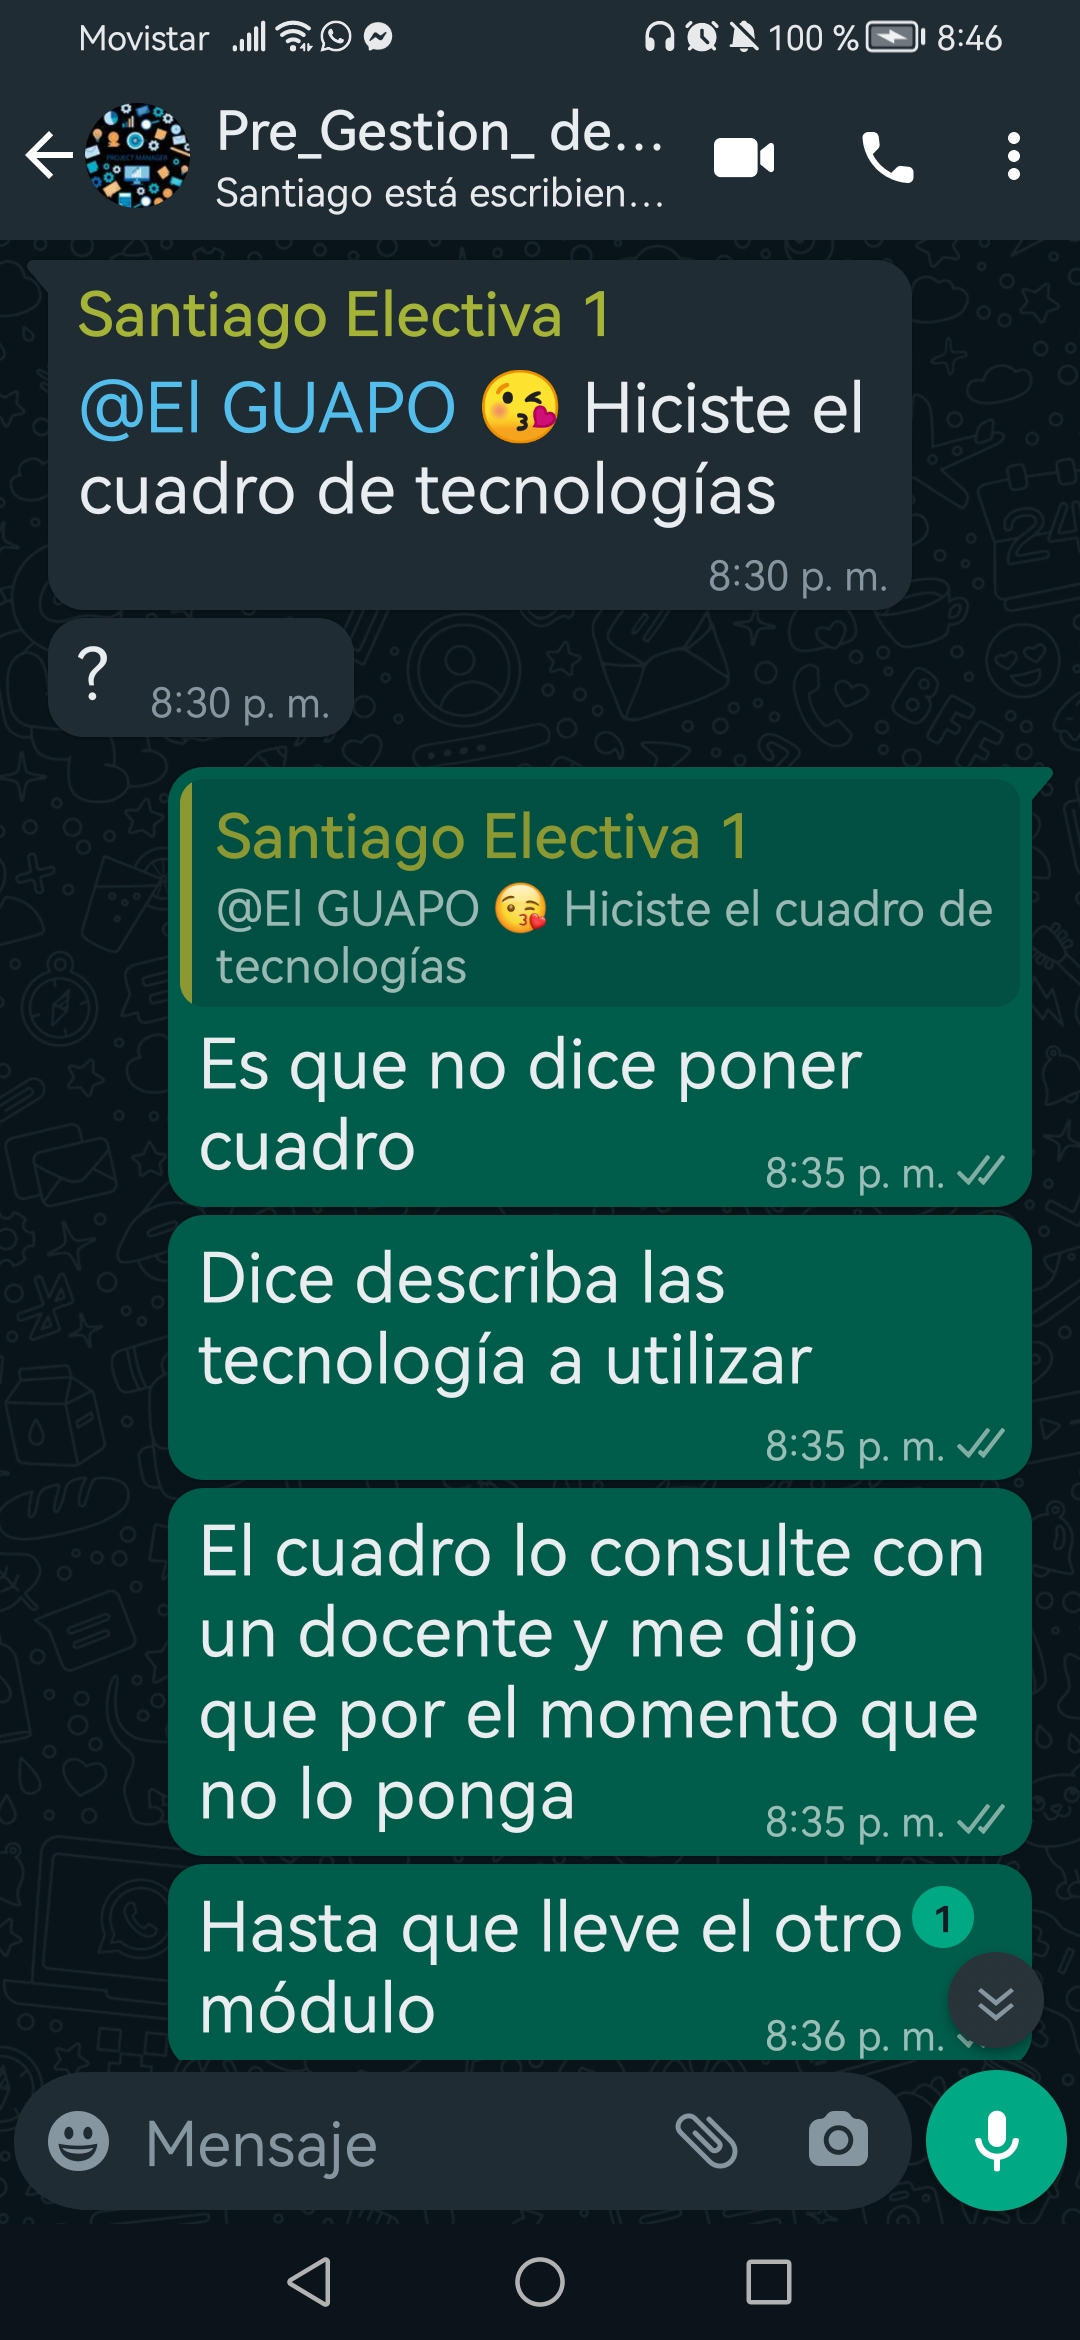 Movistar 100 % 8:46
Pre_Gestion_ de...
Santiago está escribien...
PROJECT MANAGER
Santiago Electiva 1
@El GUAPO 😘 Hiciste el
cuadro de tecnologías
8:30 p. m.
?
8:30 p. m.
Santiago Electiva 1
@El GUAPO 😘 Hiciste el cuadro de
tecnologías
Es que no dice poner
cuadro
8:35 p. m.
Dice describa las
tecnología a utilizar
8:35 p. m.
El cuadro lo consulte con
un docente y me dijo
que por el momento que
no lo ponga
8:35 p. m.
Hasta que lleve el otro
1
módulo
8:36 p. m.
Mensaje